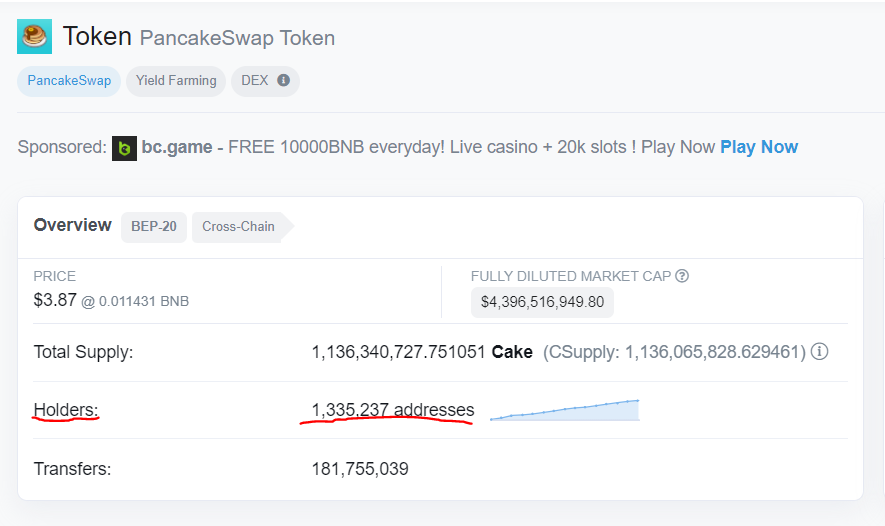 Token PancakeSwap Token
PancakeSwap Yield Farming DEX
Sponsored: bc.game - FREE 10000BNB everyday! Live casino + 20k slots ! Play Now Play Now
Overview BEP-20 Cross-Chain
PRICE
$3.87 @ 0.011431 BNB
FULLY DILUTED MARKET CAP
$4,396,516,949.80
Total Supply: 1,136,340,727.751051 Cake (CSupply: 1,136,065,828.629461)
Holders: 1,335,237 addresses
Transfers: 181,755,039